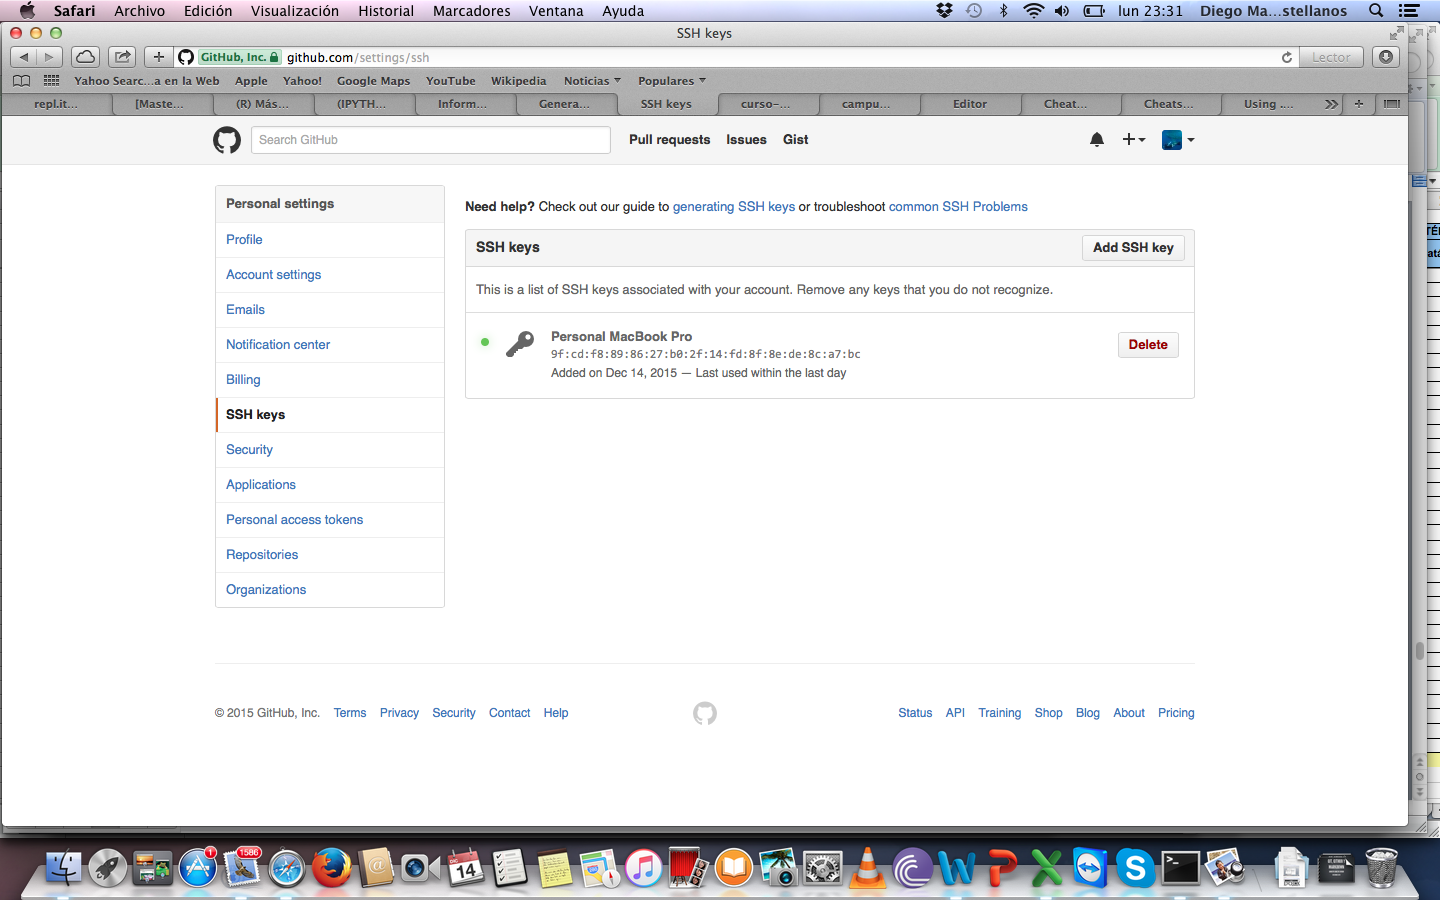 Safari Archivo Edición Visualización Historial Marcadores Ventana Ayuda lun 23:31 Diego Ma...stellanos
SSH keys
GitHub, Inc. github.com/settings/ssh Lector
Yahoo Searc...a en la Web Apple Yahoo! Google Maps YouTube Wikipedia Noticias Populares
repl.it... [Maste... (R) Más... (IPYTH... Inform... Genera... SSH keys curso-... campu... Editor Cheat... Cheats... Using ....
Search GitHub Pull requests Issues Gist
Personal settings
Profile
Account settings
Emails
Notification center
Billing
SSH keys
Security
Applications
Personal access tokens
Repositories
Organizations
Need help? Check out our guide to generating SSH keys or troubleshoot common SSH Problems
SSH keys Add SSH key
This is a list of SSH keys associated with your account. Remove any keys that you do not recognize.
Personal MacBook Pro
9f:cd:f8:89:86:27:b0:2f:14:fd:8f:8e:de:8c:a7:bc
Added on Dec 14, 2015 — Last used within the last day
Delete
© 2015 GitHub, Inc. Terms Privacy Security Contact Help
Status API Training Shop Blog About Pricing
1
1586
DIC
14